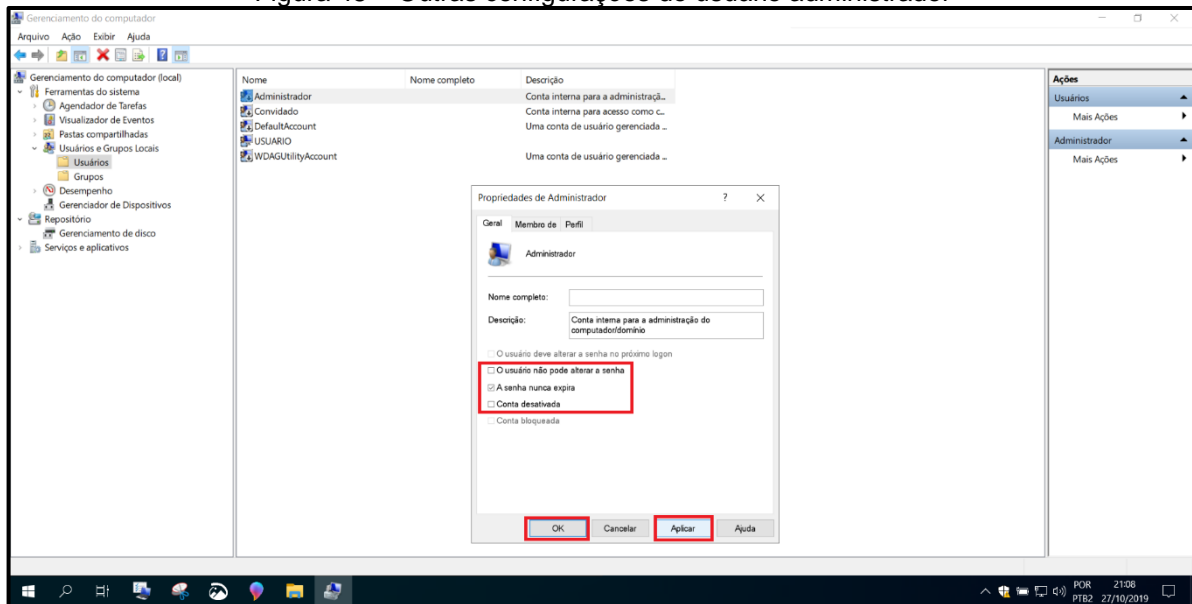 Gerenciamento do computador
Arquivo Ação Exibir Ajuda
Gerenciamento do computador (local)
Ferramentas do sistema
Agendador de Tarefas
Visualizador de Eventos
Pastas compartilhadas
Usuários e Grupos Locais
Usuários
Grupos
Desempenho
Gerenciador de Dispositivos
Repositório
Gerenciamento de disco
Serviços e aplicativos
Nome Nome completo Descrição
Administrador Conta interna para a administraçã...
Convidado Conta interna para acesso como c...
DefaultAccount Uma conta de usuário gerenciada ...
USUARIO
WDAGUtilityAccount Uma conta de usuário gerenciada ...
Ações
Usuários
Mais Ações
Administrador
Mais Ações
Propriedades de Administrador ? ×
Geral Membro de Perfil
Administrador
Nome completo:
Descrição: Conta interna para a administração do
computador/domínio
O usuário deve alterar a senha no próximo logon
O usuário não pode alterar a senha
A senha nunca expira
Conta desativada
Conta bloqueada
OK Cancelar Aplicar Ajuda
POR 21:08
PTB2 27/10/2019